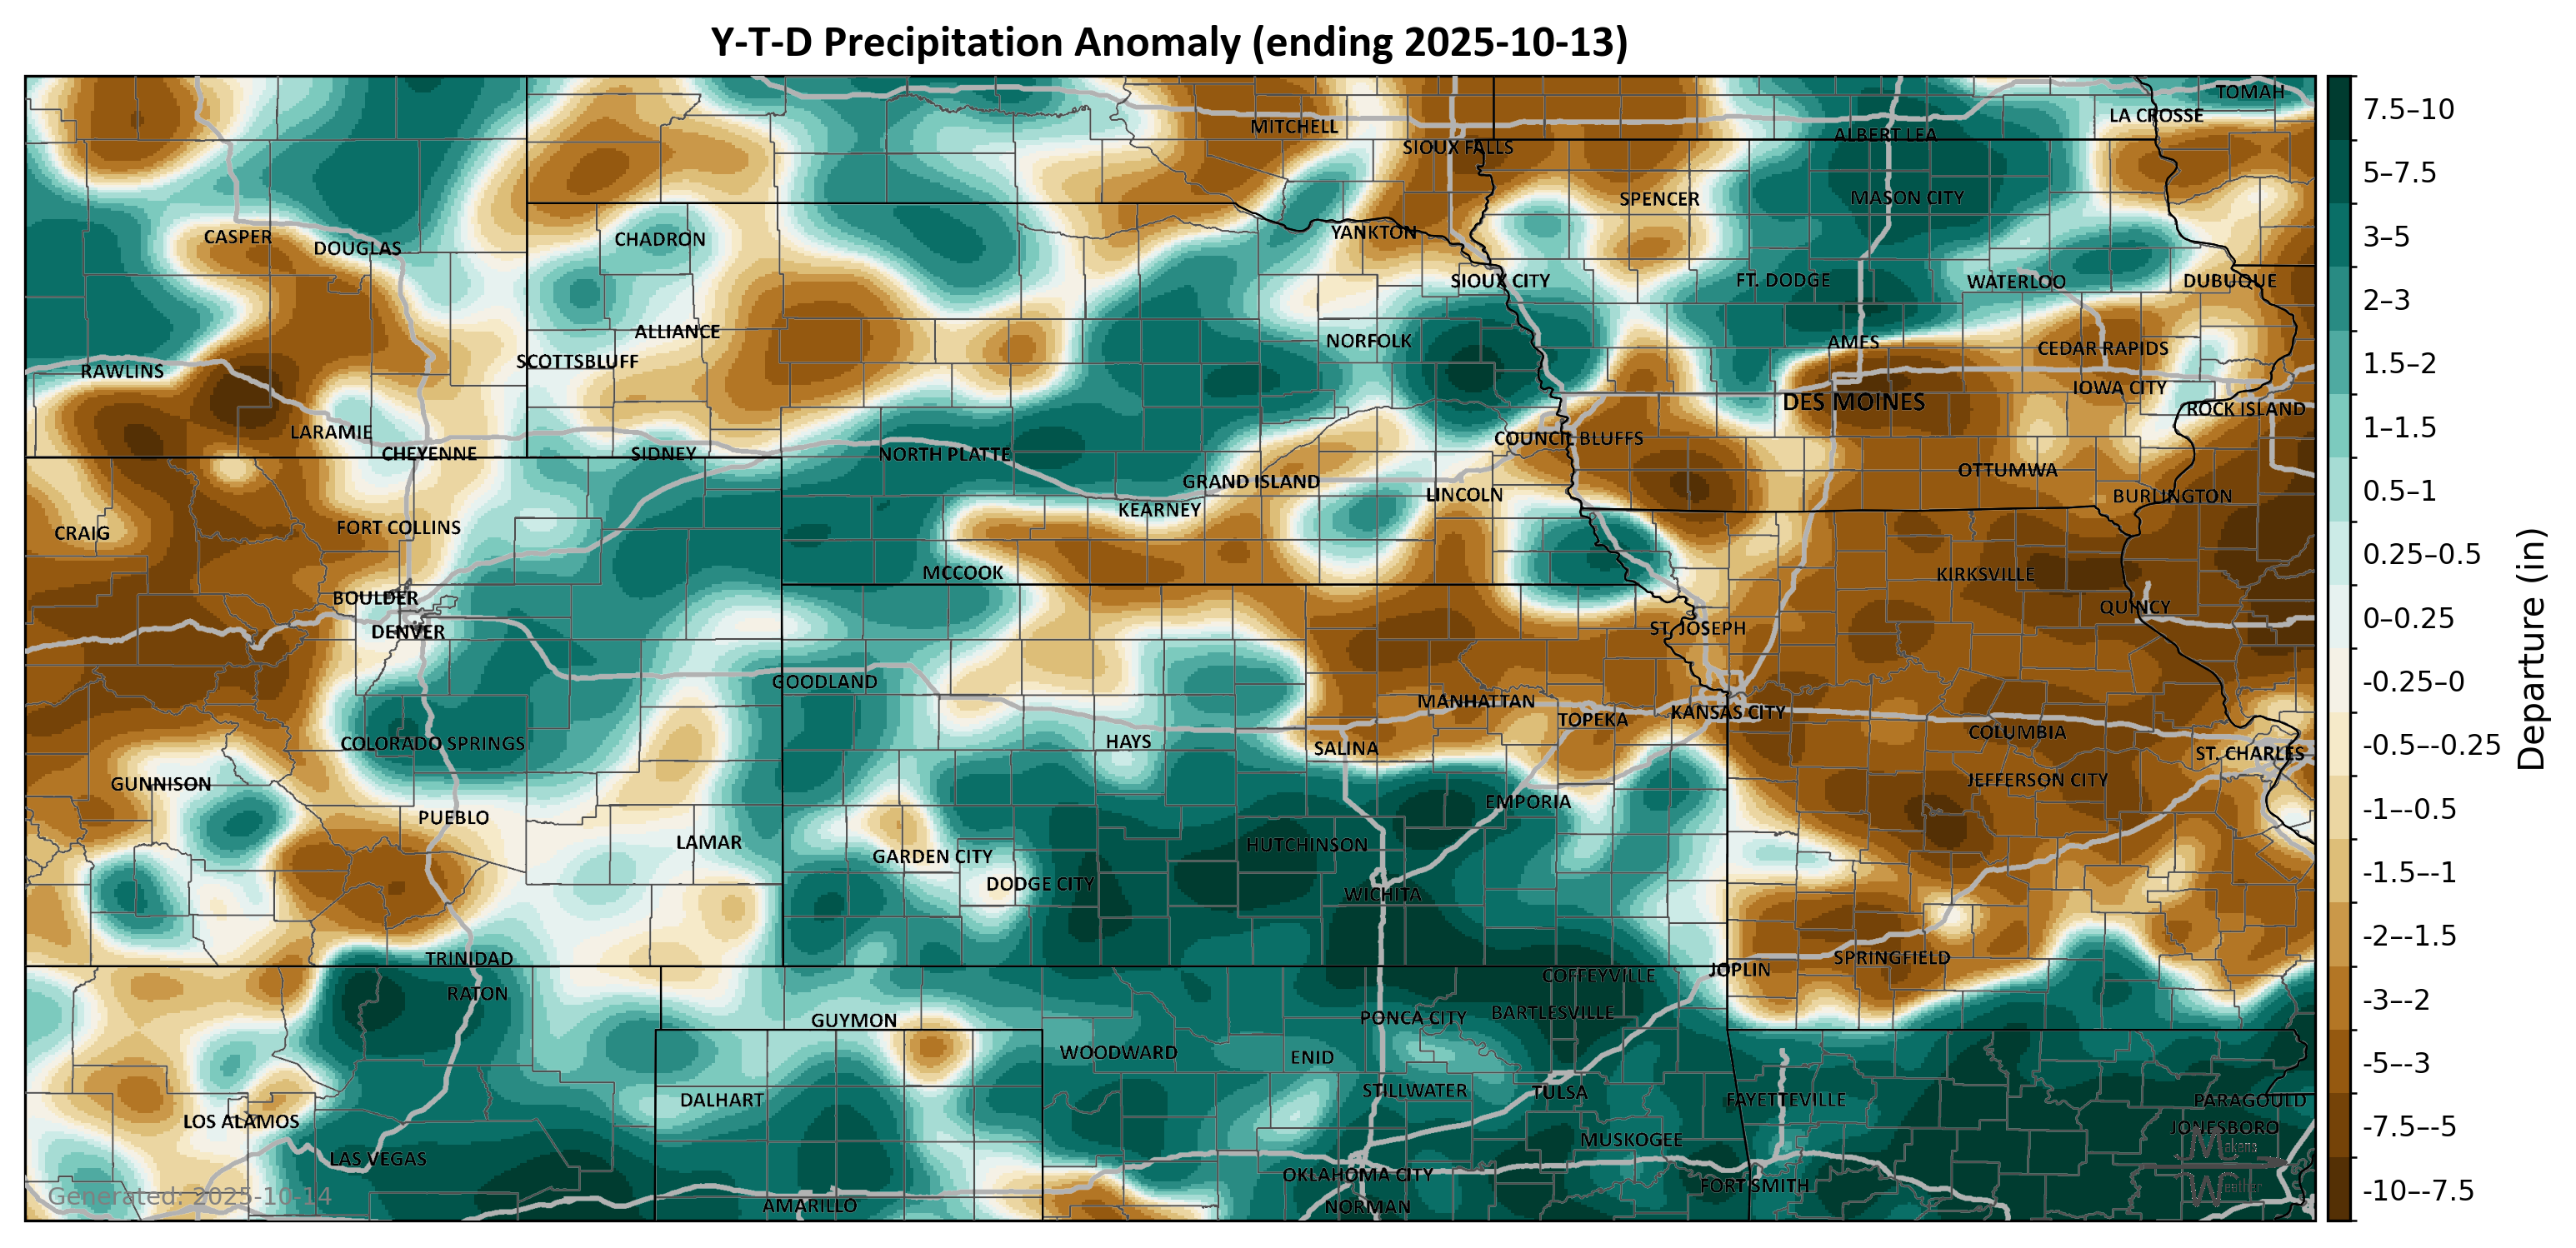 Y-T-D Precipitation Anomaly (ending 2025-10-13)
TOMAH
LA CROSSE
MITCHELL
ALBERT LEA
SIOUX FALLS
SPENCER
MASON CITY
YANKTON
CASPER
CHADRON
DOUGLAS
SIOUX CITY
FT. DODGE
WATERLOO
DUBUQUE
ALLIANCE
NORFOLK
AMES
CEDAR RAPIDS
SCOTTSBLUFF
RAWLINS
IOWA CITY
DES MOINES
ROCK ISLAND
LARAMIE
COUNCIL BLUFFS
CHEYENNE
SIDNEY
NORTH PLATTE
OTTUMWA
GRAND ISLAND
LINCOLN
BURLINGTON
KEARNEY
CRAIG
FORT COLLINS
MCCOOK
KIRKSVILLE
BOULDER
QUINCY
DENVER
ST. JOSEPH
GOODLAND
MANHATTAN
KANSAS CITY
TOPEKA
COLUMBIA
COLORADO SPRINGS
HAYS
SALINA
ST. CHARLES
GUNNISON
JEFFERSON CITY
EMPORIA
PUEBLO
LAMAR
HUTCHINSON
GARDEN CITY
DODGE CITY
WICHITA
TRINIDAD
SPRINGFIELD
JOPLIN
COFFEYVILLE
RATON
BARTLESVILLE
GUYMON
PONCA CITY
WOODWARD
ENID
STILLWATER
TULSA
DALHART
FAYETTEVILLE
PARAGOULD
LOS ALAMOS
JONESBORO
MUSKOGEE
Makens
LAS VEGAS
OKLAHOMA CITY
FORT SMITH
Weather
Generated: 2025-10-14
AMARILLO
NORMAN
7.5–10
5–7.5
3–5
2–3
1.5–2
1–1.5
0.5–1
0.25–0.5
0–0.25
-0.25–0
-0.5–-0.25
-1–-0.5
-1.5–-1
-2–-1.5
-3–-2
-5–-3
-7.5–-5
-10–-7.5
Departure (in)